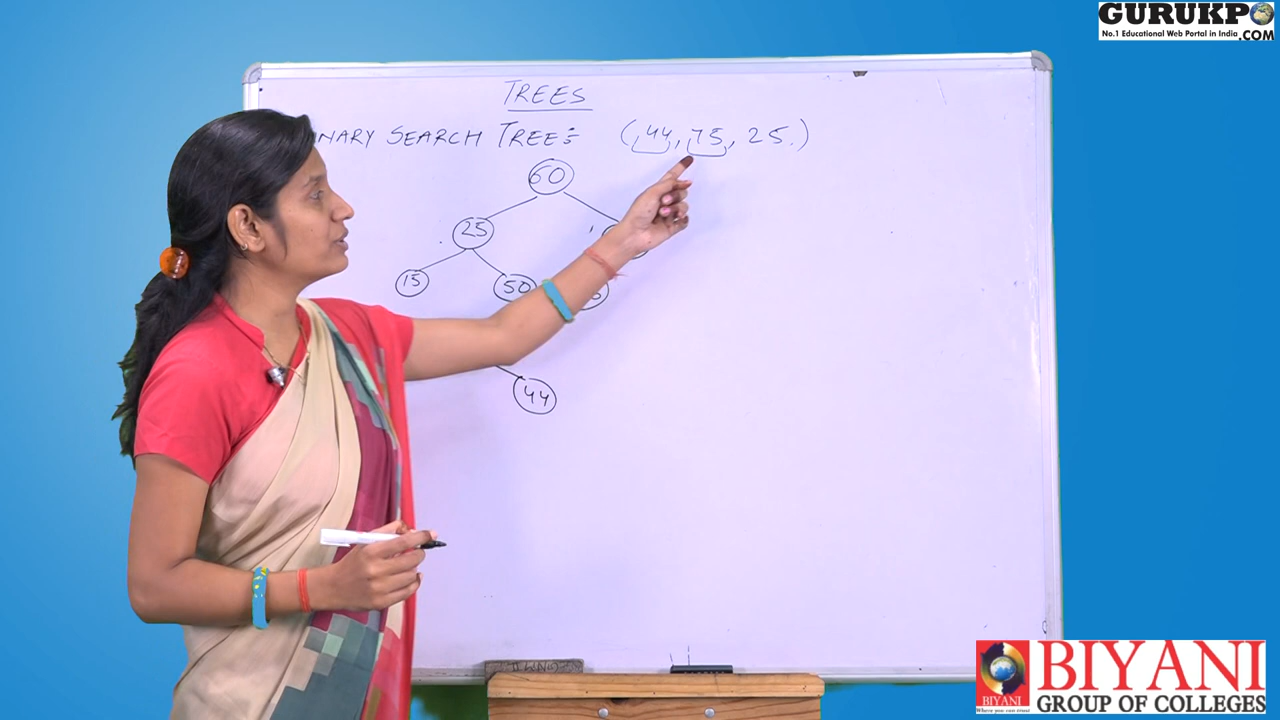 GURUKPO
No.1 Educational Web Portal in India .COM
TREES
NARY SEARCH TREE :-
(44, 75, 25.)
60
25
15
50
44
BIYANI
BIYANI
GROUP OF COLLEGES